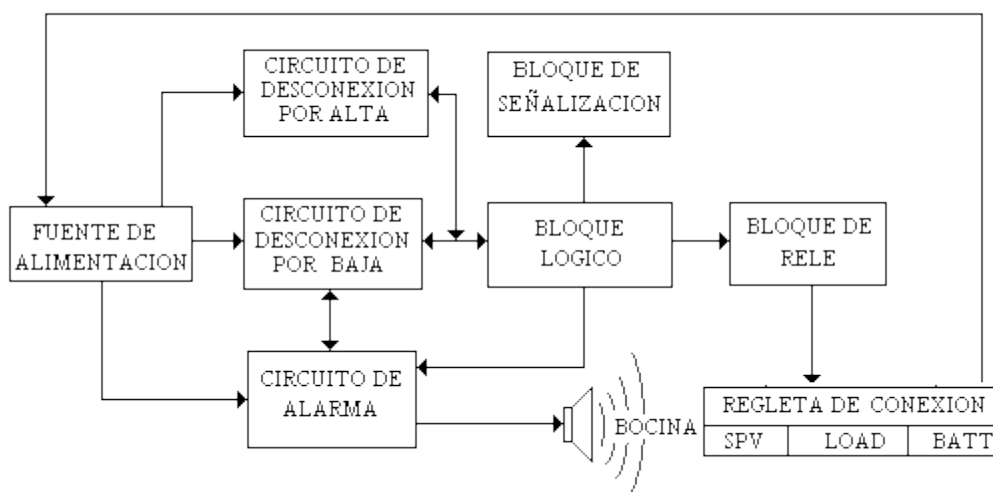 CIRCUITO DE
DESCONEXION
POR ALTA
BLOQUE DE
SEÑALIZACION
FUENTE DE
ALIMENTACION
CIRCUITO DE
DESCONEXION
POR BAJA
BLOQUE
LOGICO
BLOQUE DE
RELE
CIRCUITO DE
ALARMA
BOCINA
REGLETA DE CONEXION
SPV
LOAD
BATT